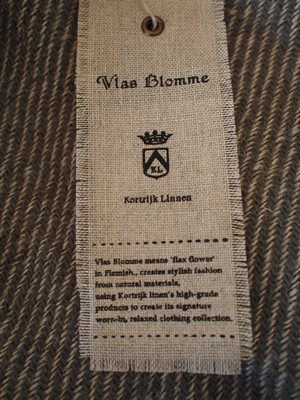 Vlas Blomme
KL
Kortrijk Linnen
Vlas Blomme means 'flax flower'
in Flemish., creates stylish fashion
from natural materials,
using Kortrijk linen's high-grade
products to create its signature
worn-in, relaxed clothing collection.